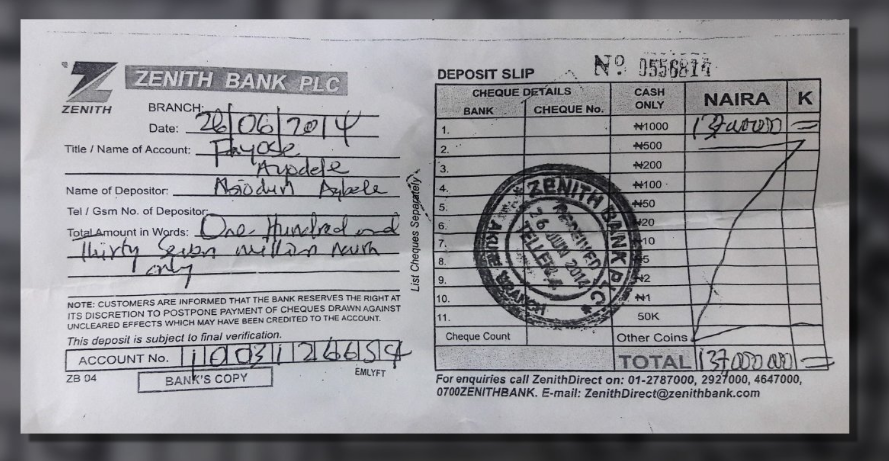 ZENITH BANK PLC
ZENITH
BRANCH:
Date: 26 06 2014
Title / Name of Account: Fayose
Ayodele
Name of Depositor: Abiodun Agbele
Tel / Gsm No. of Depositor:
Total Amount in Words: One Hundred and
thirty Seven million Naira
only
NOTE: CUSTOMERS ARE INFORMED THAT THE BANK RESERVES THE RIGHT AT
ITS DISCRETION TO POSTPONE PAYMENT OF CHEQUES DRAWN AGAINST
UNCLEARED EFFECTS WHICH MAY HAVE BEEN CREDITED TO THE ACCOUNT.
This deposit is subject to final verification.
ACCOUNT No. 1003126654
ZB 04
BANK'S COPY
EMLYFT
List Cheques Separately
DEPOSIT SLIP
No 0556814
CHEQUE DETAILS
BANK CHEQUE No.
CASH
ONLY
NAIRA K
1. ₦1000 137000000 =
2. ₦500
3. ₦200
4. ₦100
5. ₦50
6. ₦20
7. ₦10
8. ₦5
9. ₦2
10. ₦1
11. 50K
Cheque Count Other Coins
TOTAL 137000000 =
ZENITH BANK PLC
RECEIVED
26 JUN 2014
TELLER
BRANCH
For enquiries call ZenithDirect on: 01-2787000, 2927000, 4647000,
0700ZENITHBANK. E-mail: ZenithDirect@zenithbank.com